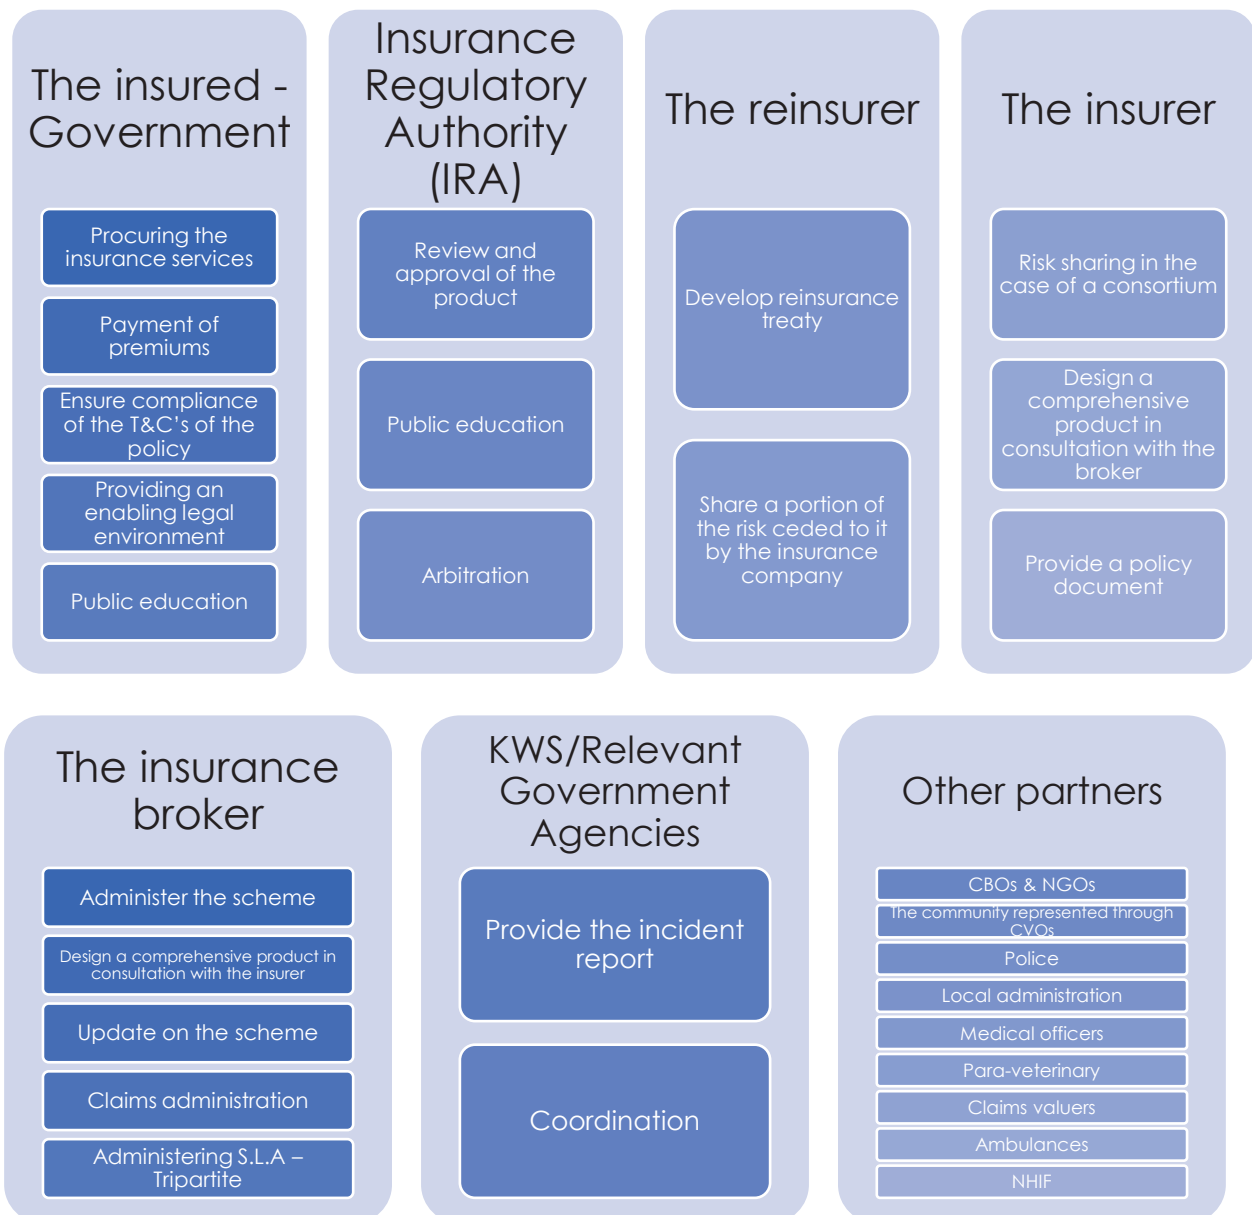 The insured -
Government
Procuring the
insurance services
Payment of
premiums
Ensure compliance
of the T&C's of the
policy
Providing an
enabling legal
environment
Public education
Insurance
Regulatory
Authority
(IRA)
Review and
approval of the
product
Public education
Arbitration
The reinsurer
Develop reinsurance
treaty
Share a portion of
the risk ceded to it
by the insurance
company
The insurer
Risk sharing in the
case of a consortium
Design a
comprehensive
product in
consultation with the
broker
Provide a policy
document
The insurance
broker
Administer the scheme
Design a comprehensive product in
consultation with the insurer
Update on the scheme
Claims administration
Administering S.L.A –
Tripartite
KWS/Relevant
Government
Agencies
Provide the incident
report
Coordination
Other partners
CBOs & NGOs
The community represented through
CVOs
Police
Local administration
Medical officers
Para-veterinary
Claims valuers
Ambulances
NHIF